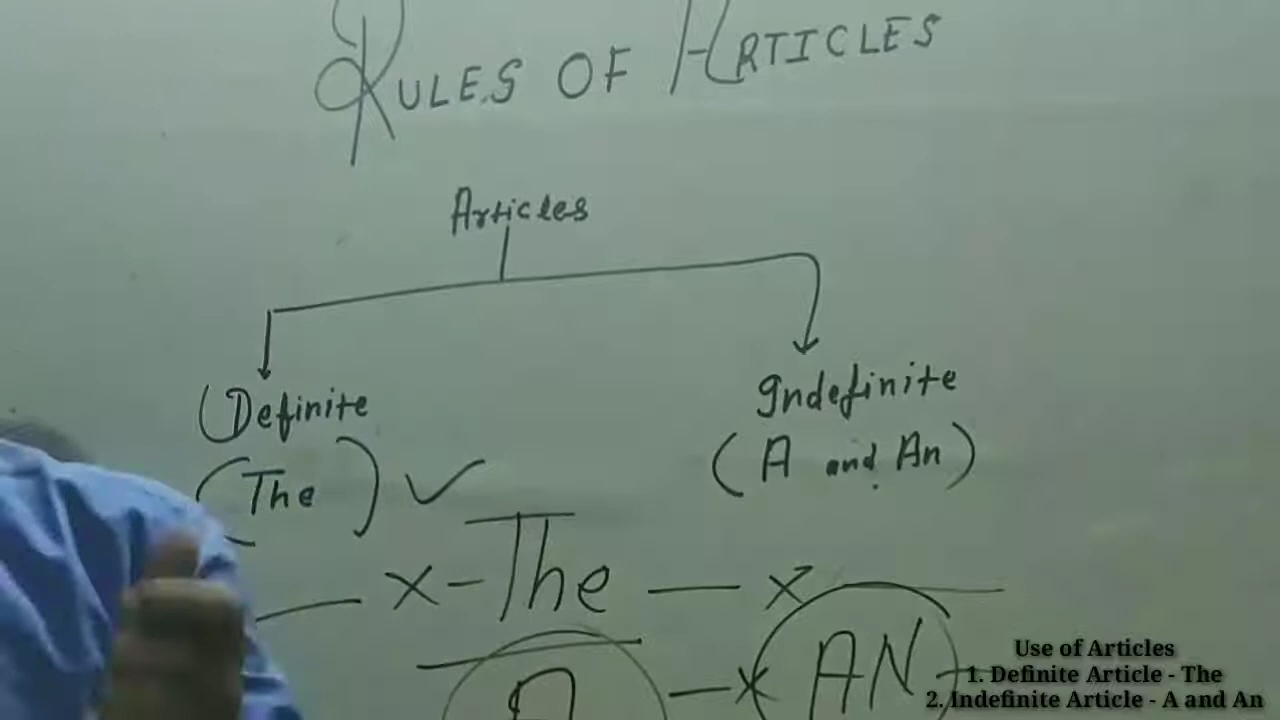 RULES OF ARTICLES
Articles
Definite
(The) ✓
Indefinite
(A and An)
x - The — x
A — x AN
Use of Articles
1. Definite Article - The
2. Indefinite Article - A and An